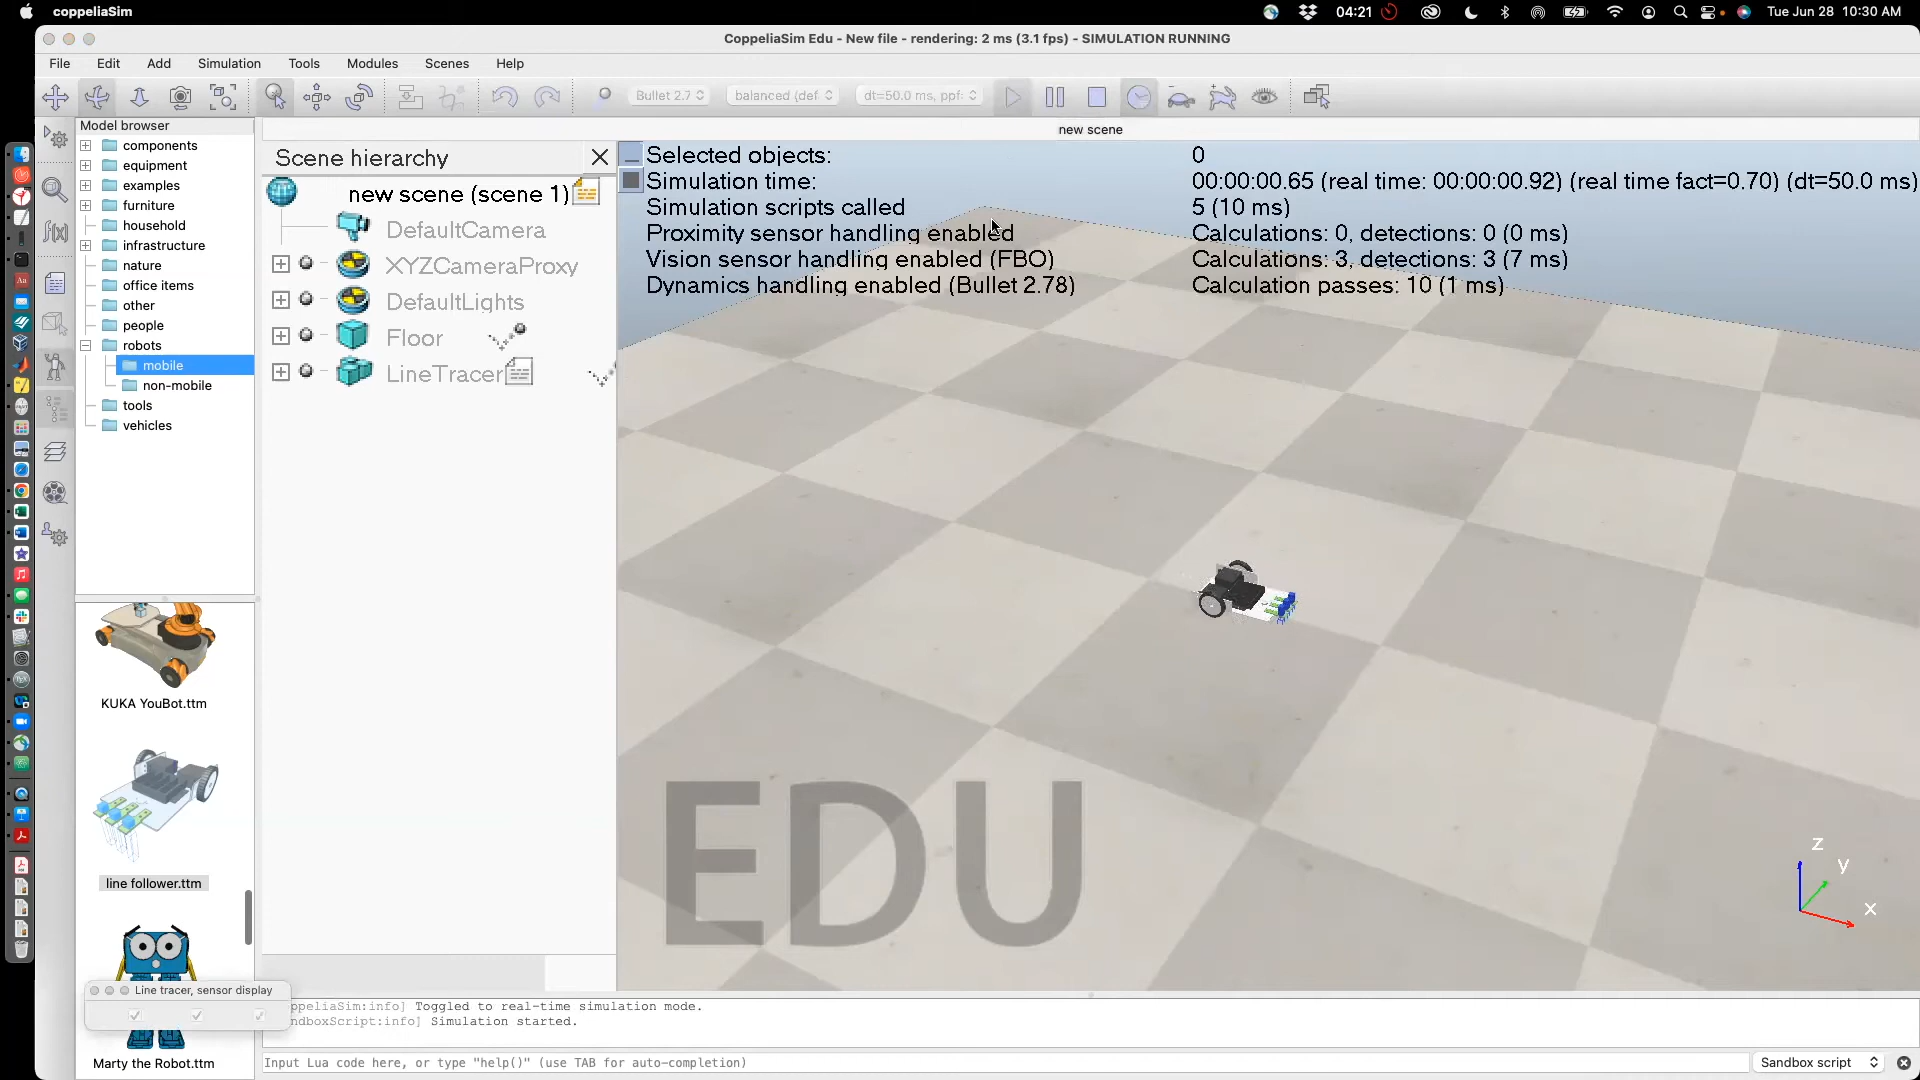 coppeliaSim
04:21
Tue Jun 28 10:30 AM
CoppeliaSim Edu - New file - rendering: 2 ms (3.1 fps) - SIMULATION RUNNING
File Edit Add Simulation Tools Modules Scenes Help
Bullet 2.7
balanced (def
dt=50.0 ms, ppf:
Model browser
components
equipment
examples
furniture
household
infrastructure
nature
office items
other
people
robots
mobile
non-mobile
tools
vehicles
KUKA YouBot.ttm
line follower.ttm
Marty the Robot.ttm
Line tracer, sensor display
new scene
Scene hierarchy
new scene (scene 1)
DefaultCamera
XYZCameraProxy
DefaultLights
Floor
LineTracer
Selected objects: 0
Simulation time: 00:00:00.65 (real time: 00:00:00.92) (real time fact=0.70) (dt=50.0 ms)
Simulation scripts called 5 (10 ms)
Proximity sensor handling enabled Calculations: 0, detections: 0 (0 ms)
Vision sensor handling enabled (FBO) Calculations: 3, detections: 3 (7 ms)
Dynamics handling enabled (Bullet 2.78) Calculation passes: 10 (1 ms)
EDU
z
y
x
ppeliaSim:info] Toggled to real-time simulation mode.
ndboxScript:info] Simulation started.
Input Lua code here, or type "help()" (use TAB for auto-completion)
Sandbox script